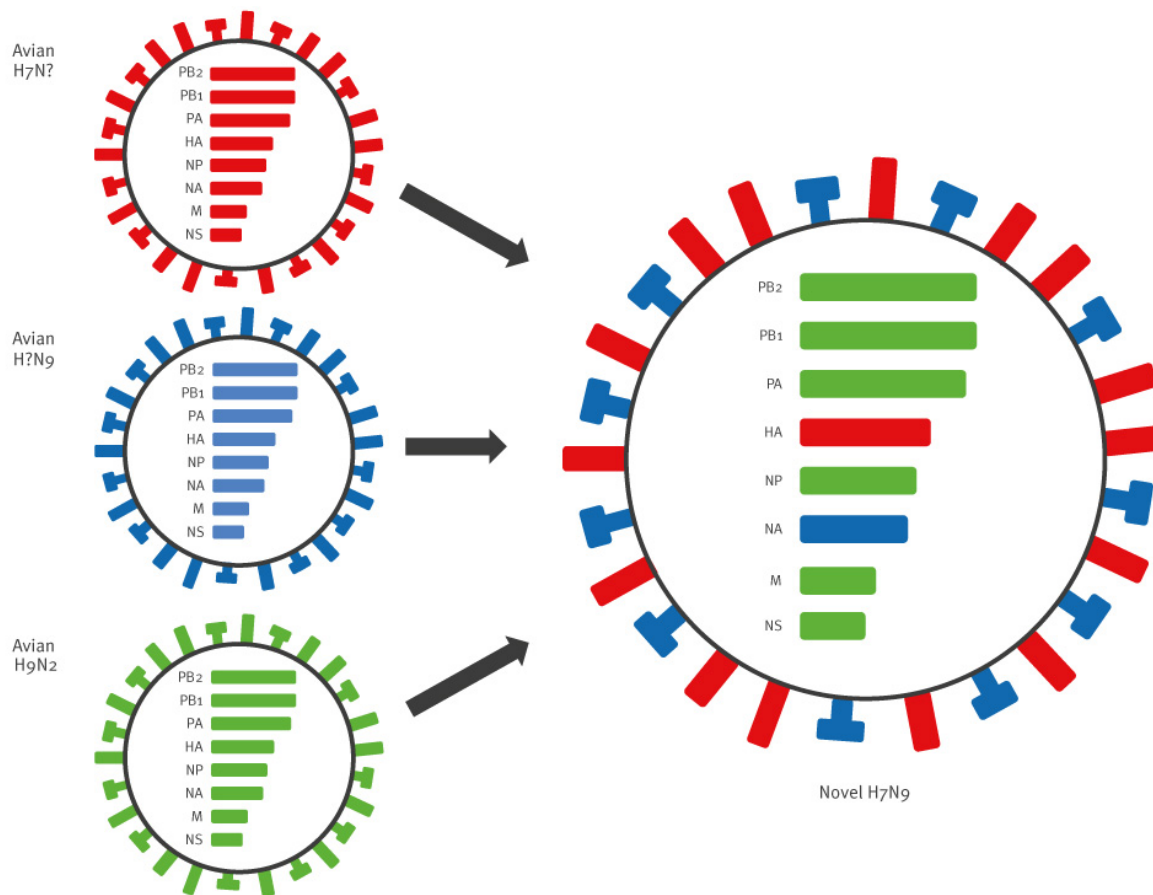 Avian
H7N?
PB2
PB1
PA
HA
NP
NA
M
NS
Avian
H?N9
PB2
PB1
PA
HA
NP
NA
M
NS
Avian
H9N2
PB2
PB1
PA
HA
NP
NA
M
NS
PB2
PB1
PA
HA
NP
NA
M
NS
Novel H7N9